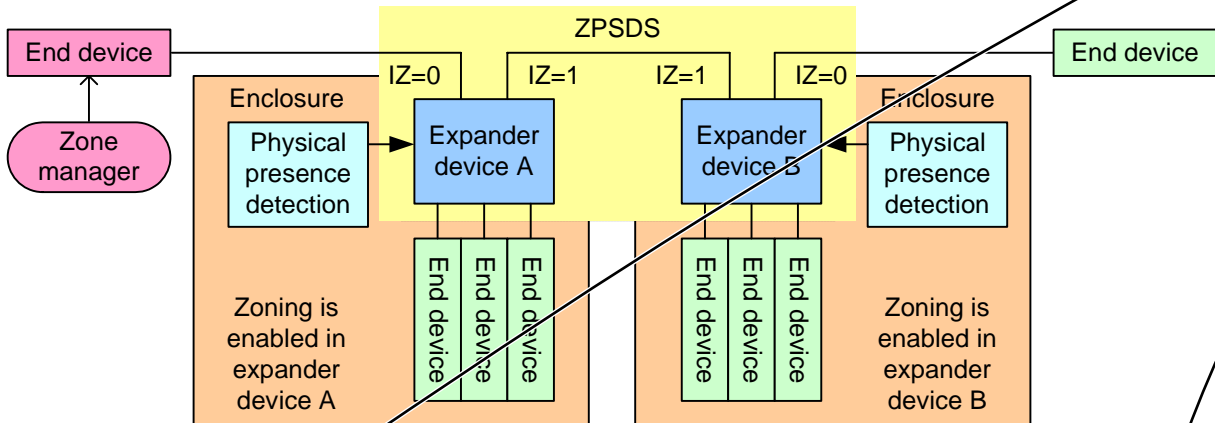 ZPSDS
End device
End device
IZ=0
IZ=1
IZ=1
IZ=0
Enclosure
Enclosure
Zone
manager
Physical
presence
detection
Expander
device A
Expander
device B
Physical
presence
detection
End device
End device
End device
End device
End device
End device
Zoning is
enabled in
expander
device A
Zoning is
enabled in
expander
device B